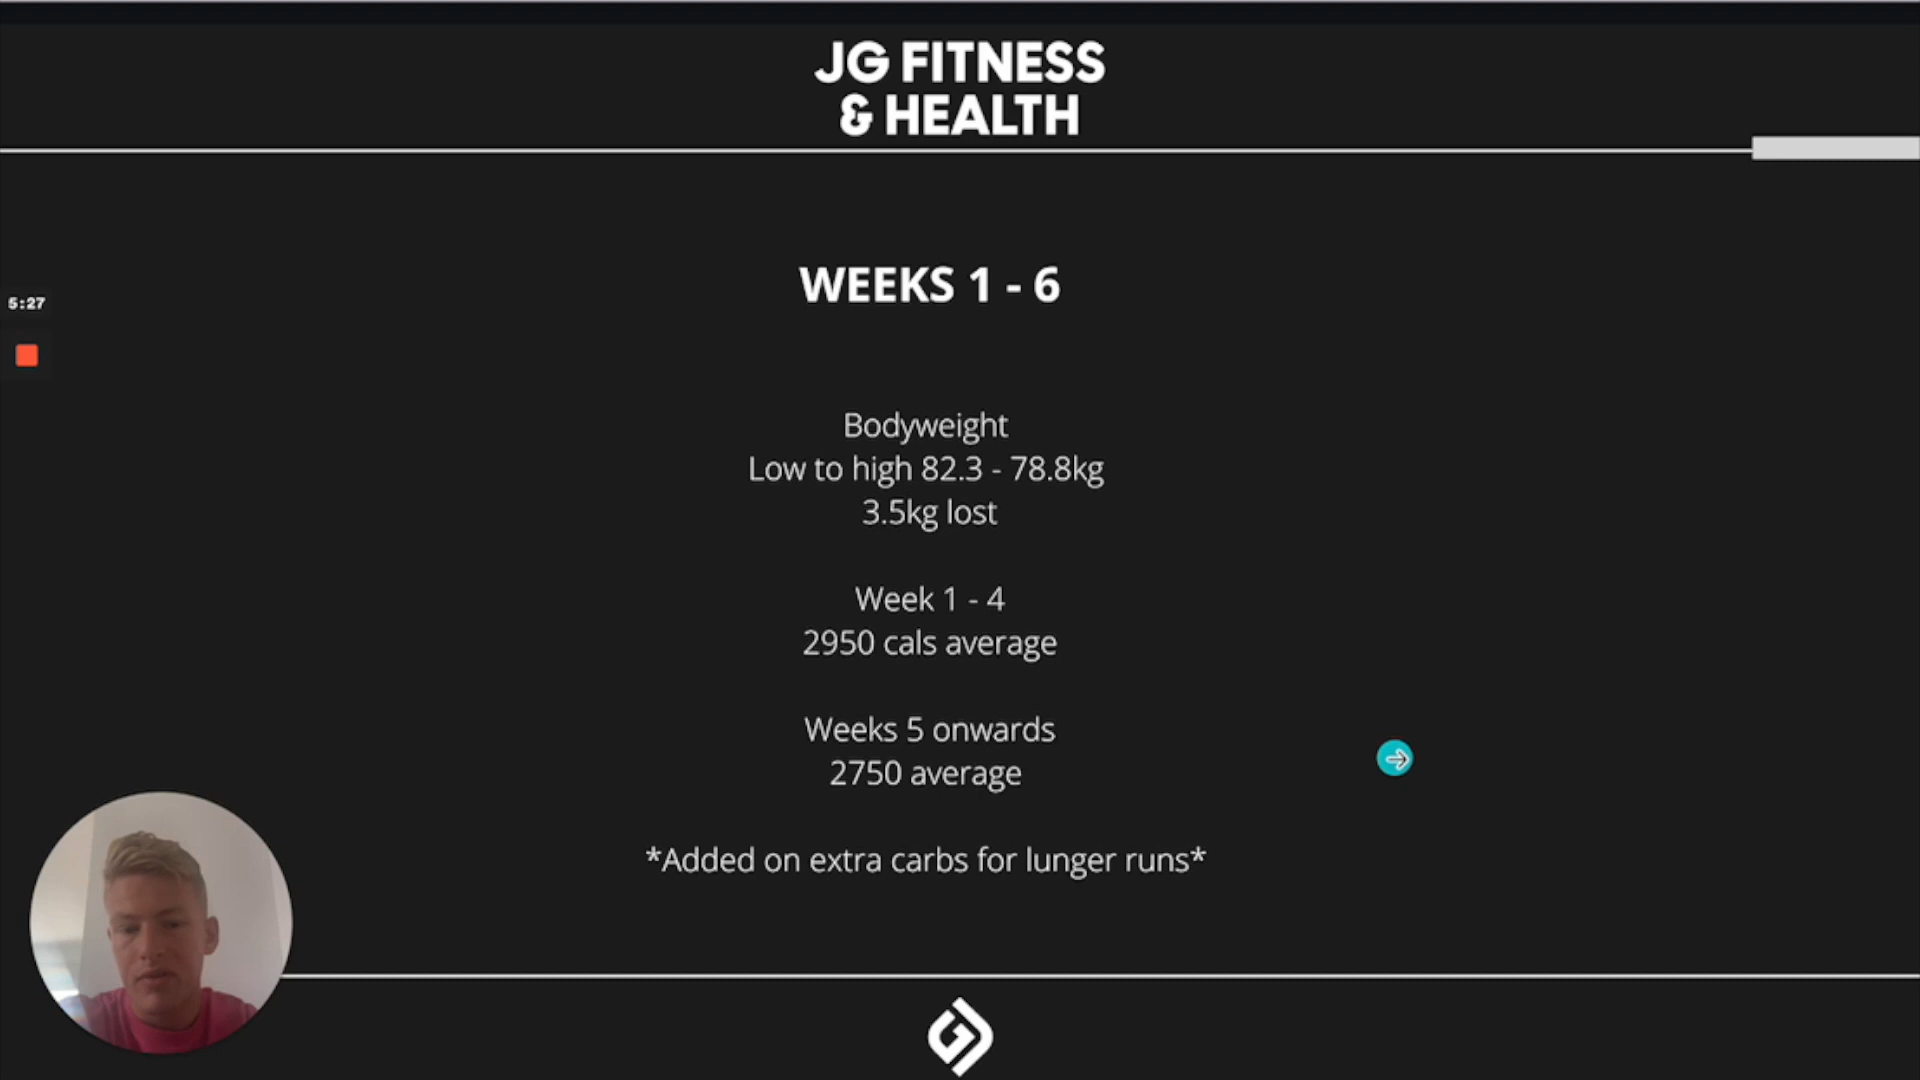 JG FITNESS
& HEALTH
WEEKS 1 - 6
5:27
Bodyweight
Low to high 82.3 - 78.8kg
3.5kg lost
Week 1 - 4
2950 cals average
Weeks 5 onwards
2750 average
*Added on extra carbs for lunger runs*